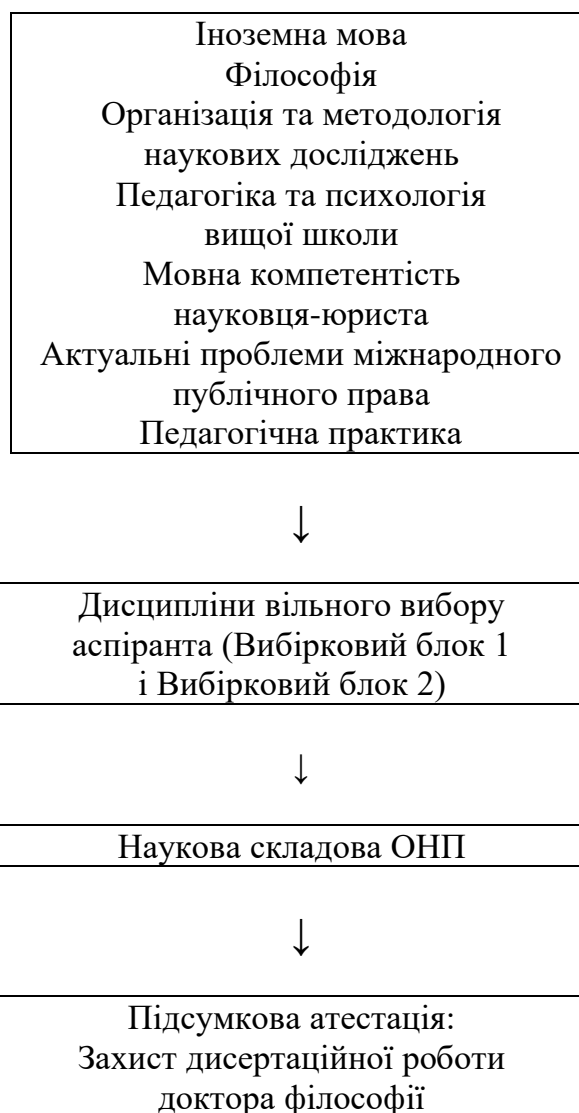 Іноземна мова
Філософія
Організація та методологія
наукових досліджень
Педагогіка та психологія
вищої школи
Мовна компетентість
науковця-юриста
Актуальні проблеми міжнародного
публічного права
Педагогічна практика
↓
Дисципліни вільного вибору
аспіранта (Вибірковий блок 1
і Вибірковий блок 2)
↓
Наукова складова ОНП
↓
Підсумкова атестація:
Захист дисертаційної роботи
доктора філософії